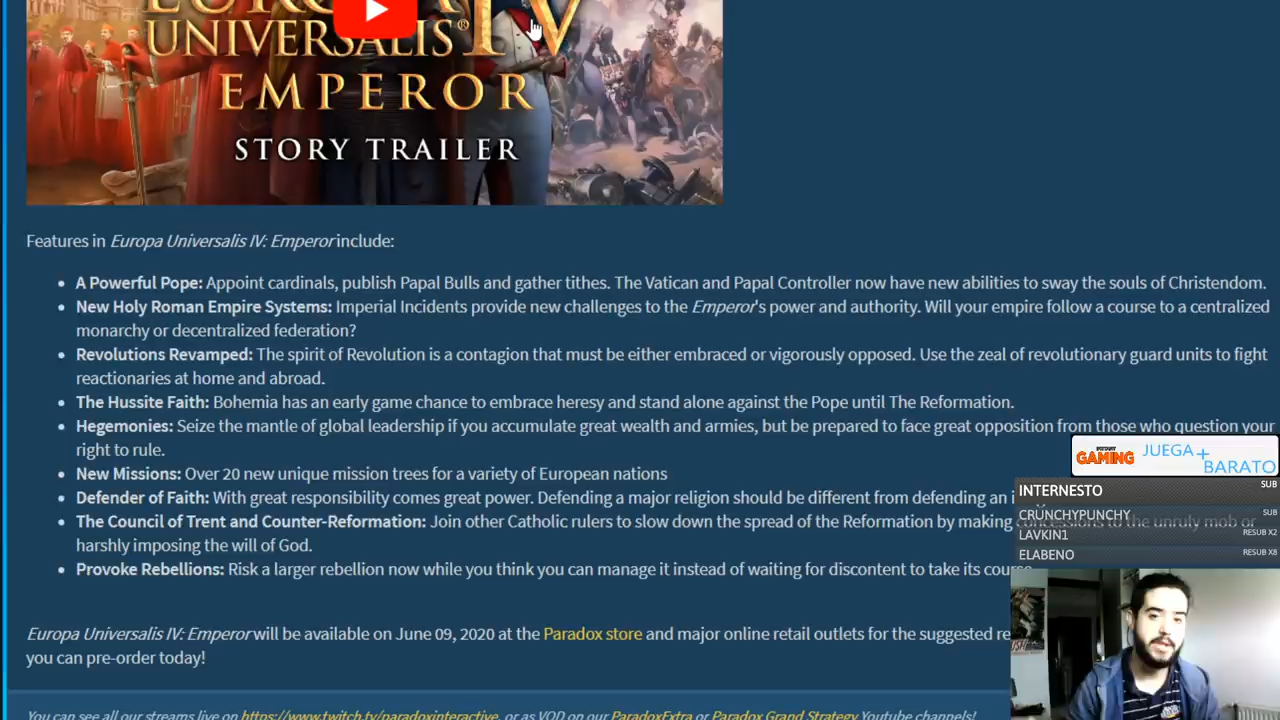 UNIVERSALIS® IV
EMPEROR
STORY TRAILER
Features in Europa Universalis IV: Emperor include:
A Powerful Pope: Appoint cardinals, publish Papal Bulls and gather tithes. The Vatican and Papal Controller now have new abilities to sway the souls of Christendom.
New Holy Roman Empire Systems: Imperial Incidents provide new challenges to the Emperor's power and authority. Will your empire follow a course to a centralized
monarchy or decentralized federation?
Revolutions Revamped: The spirit of Revolution is a contagion that must be either embraced or vigorously opposed. Use the zeal of revolutionary guard units to fight
reactionaries at home and abroad.
The Hussite Faith: Bohemia has an early game chance to embrace heresy and stand alone against the Pope until The Reformation.
Hegemonies: Seize the mantle of global leadership if you accumulate great wealth and armies, but be prepared to face great opposition from those who question your
right to rule.
New Missions: Over 20 new unique mission trees for a variety of European nations
Defender of Faith: With great responsibility comes great power. Defending a major religion should be different from defending an
The Council of Trent and Counter-Reformation: Join other Catholic rulers to slow down the spread of the Reformation by making concessions to the unruly mob or
harshly imposing the will of God.
Provoke Rebellions: Risk a larger rebellion now while you think you can manage it instead of waiting for discontent to take its course
Europa Universalis IV: Emperor will be available on June 09, 2020 at the Paradox store and major online retail outlets for the suggested
you can pre-order today!
You can see all our streams live on https://www.twitch.tv/paradoxinteractive, or as VOD on our ParadoxExtra or Paradox Grand Strategy Youtube channels!
GAMING JUEGA+
BARATO
INTERNESTO SUB
CRUNCHYPUNCHY SUB
LAVKIN1 RESUB X2
ELABENO RESUB X8